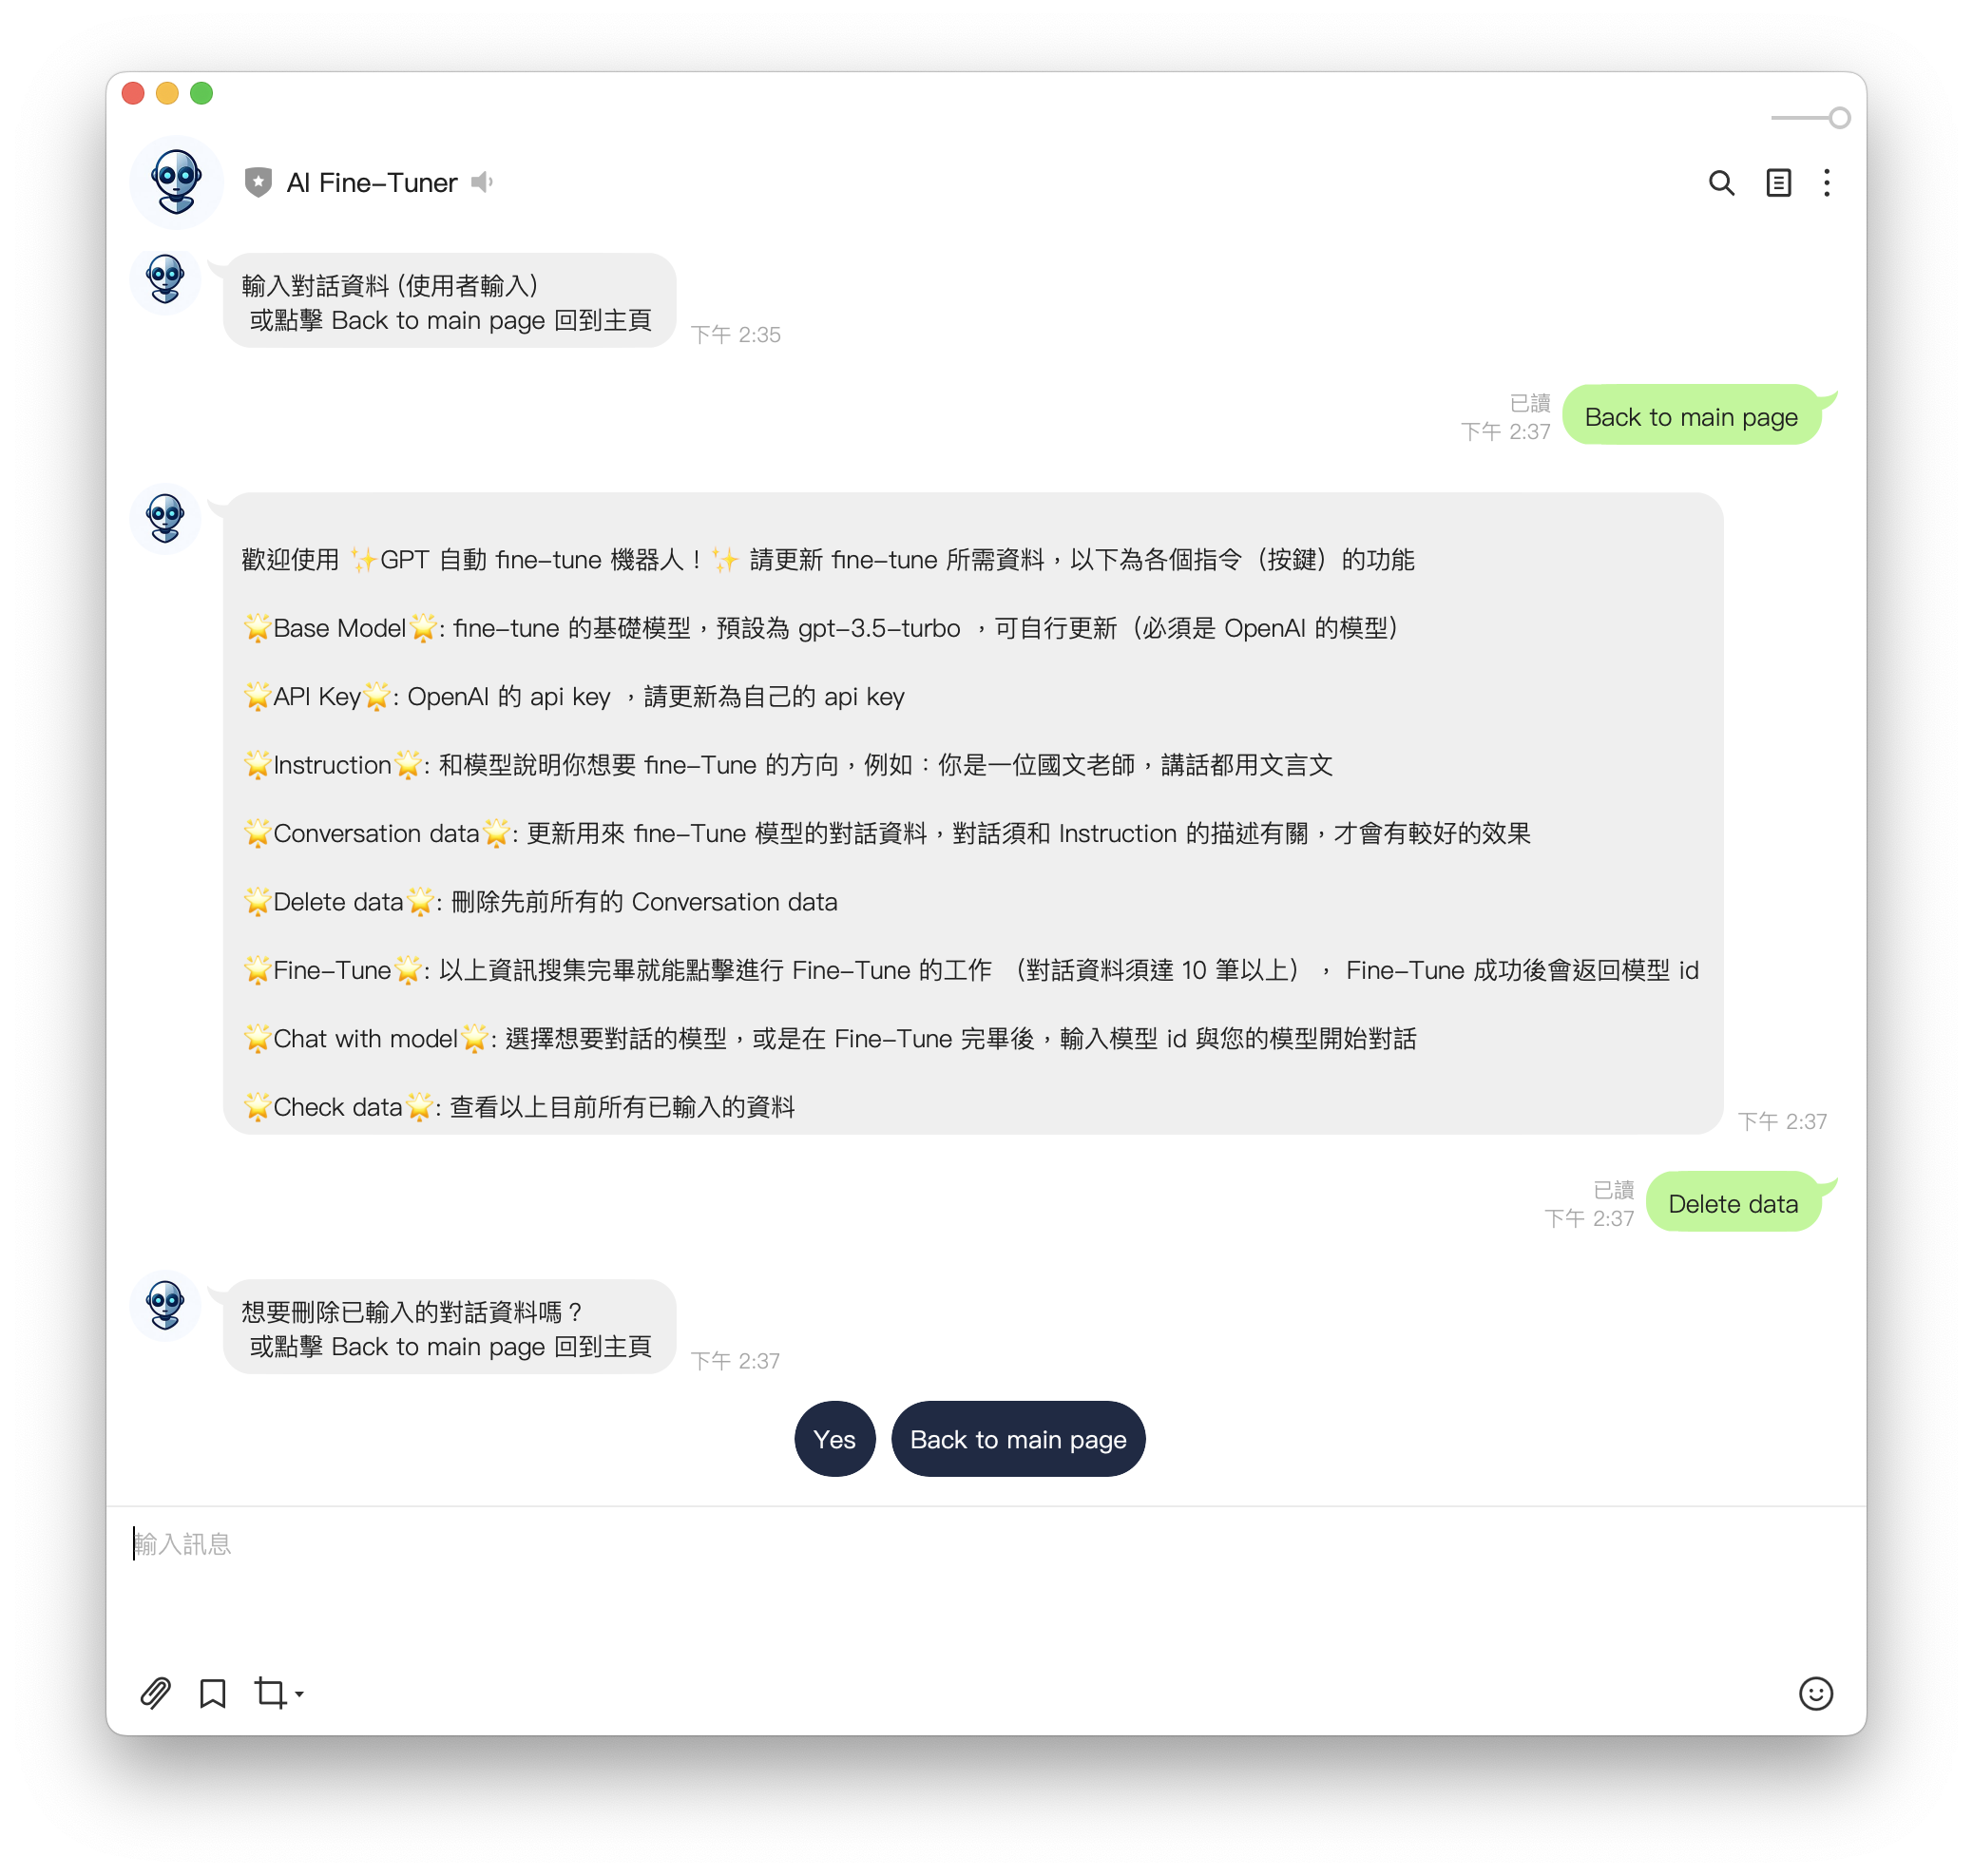 AI Fine-Tuner
輸入對話資料 (使用者輸入)
或點擊 Back to main page 回到主頁
下午 2:35
已讀
下午 2:37
Back to main page
歡迎使用 ✨GPT 自動 fine-tune 機器人！✨ 請更新 fine-tune 所需資料，以下為各個指令（按鍵）的功能
🌟Base Model🌟: fine-tune 的基礎模型，預設為 gpt-3.5-turbo ，可自行更新（必須是 OpenAI 的模型）
🌟API Key🌟: OpenAI 的 api key ，請更新為自己的 api key
🌟Instruction🌟: 和模型說明你想要 fine-Tune 的方向，例如：你是一位國文老師，講話都用文言文
🌟Conversation data🌟: 更新用來 fine-Tune 模型的對話資料，對話須和 Instruction 的描述有關，才會有較好的效果
🌟Delete data🌟: 刪除先前所有的 Conversation data
🌟Fine-Tune🌟: 以上資訊搜集完畢就能點擊進行 Fine-Tune 的工作 （對話資料須達 10 筆以上）， Fine-Tune 成功後會返回模型 id
🌟Chat with model🌟: 選擇想要對話的模型，或是在 Fine-Tune 完畢後，輸入模型 id 與您的模型開始對話
🌟Check data🌟: 查看以上目前所有已輸入的資料
下午 2:37
已讀
下午 2:37
Delete data
想要刪除已輸入的對話資料嗎？
或點擊 Back to main page 回到主頁
下午 2:37
Yes
Back to main page
輸入訊息